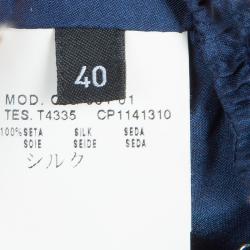 40
MOD.
TES. T4335 CP1141310
100% SETA SILK SEDA
SOIE SEIDE SEDA
シルク